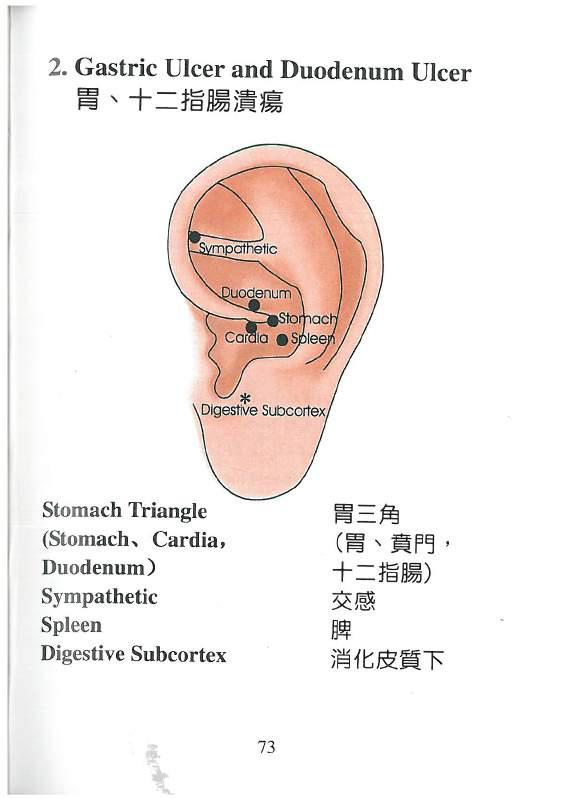 2. Gastric Ulcer and Duodenum Ulcer
胃、十二指腸潰瘍
Sympathetic
Duodenum
Stomach
Cardia
Spleen
*
Digestive Subcortex
Stomach Triangle
胃三角
(Stomach、Cardia,
(胃、賁門，
Duodenum)
十二指腸)
Sympathetic
交感
Spleen
脾
Digestive Subcortex
消化皮質下
73